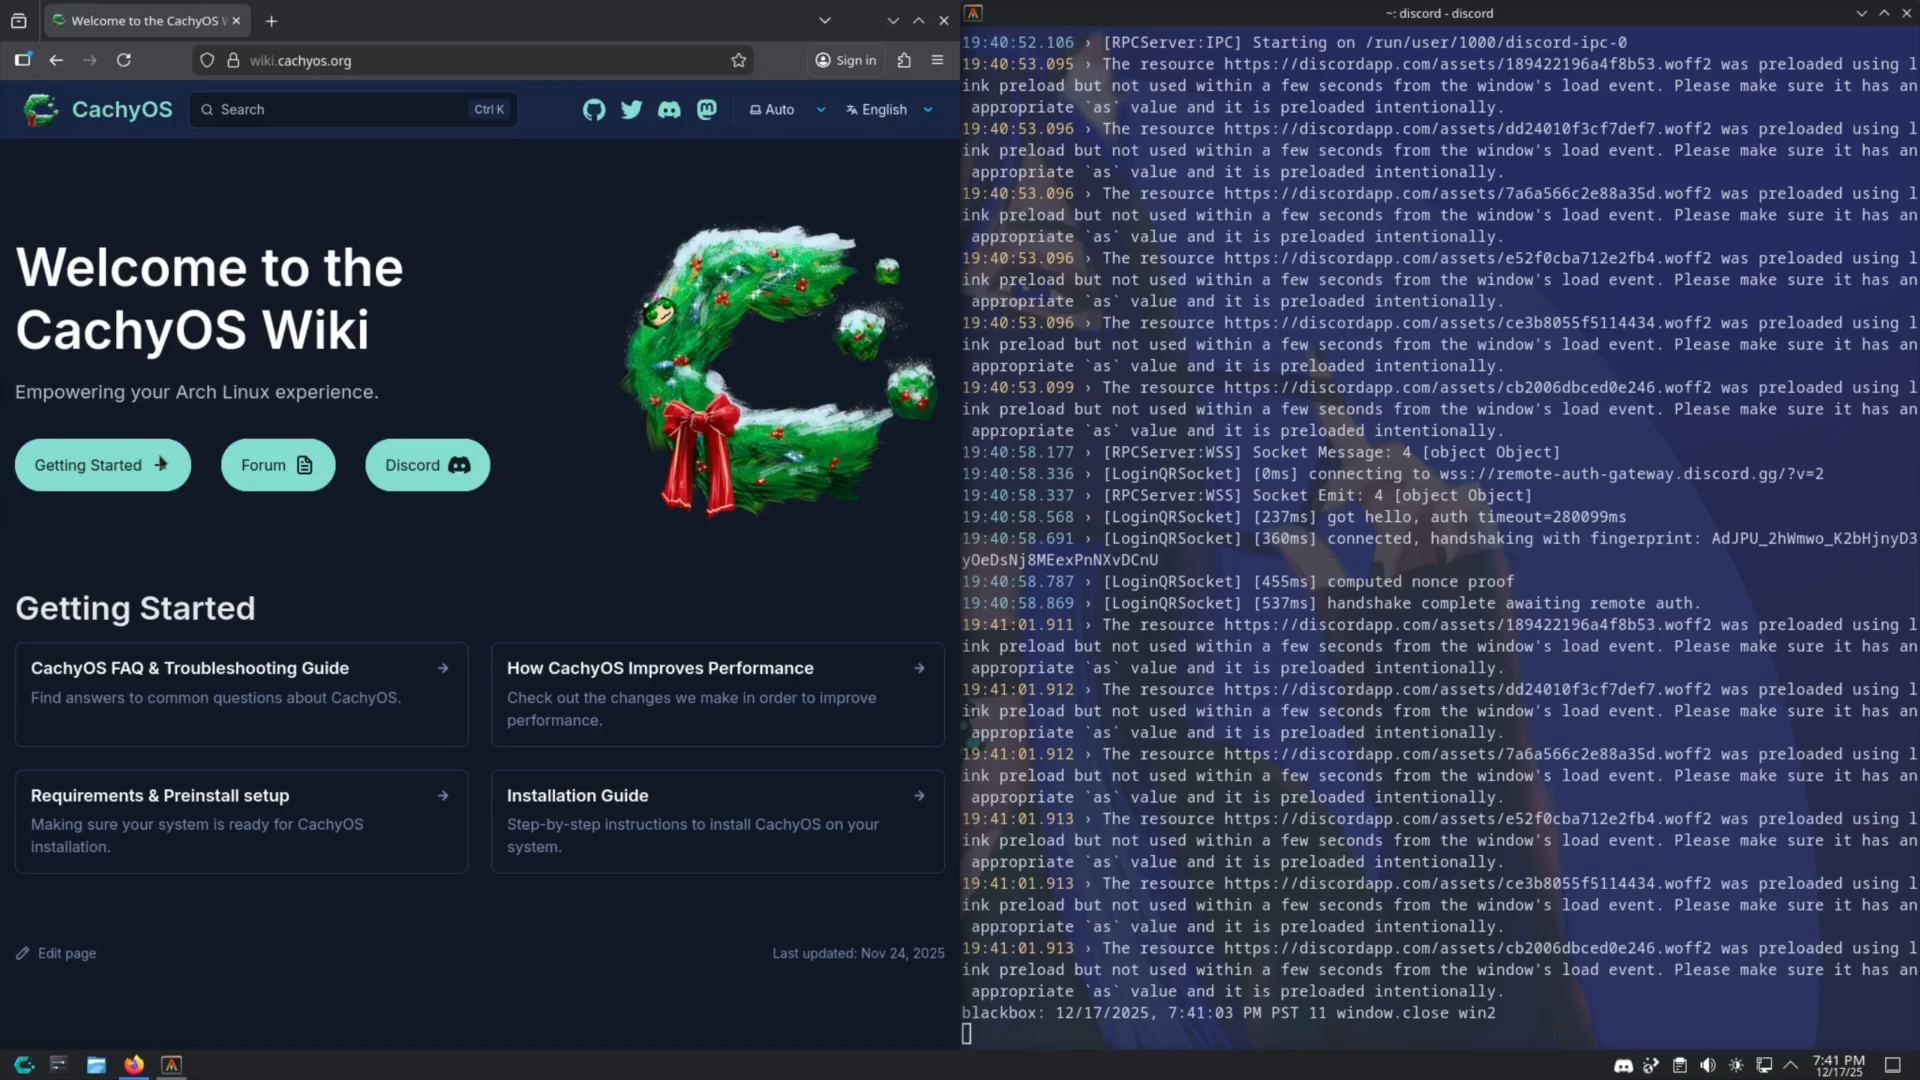 Welcome to the CachyOS W
wiki.cachyos.org
Sign in
CachyOS
Search
Ctrl K
Auto
English
Welcome to the
CachyOS Wiki
Empowering your Arch Linux experience.
Getting Started
Forum
Discord
Getting Started
CachyOS FAQ & Troubleshooting Guide
Find answers to common questions about CachyOS.
How CachyOS Improves Performance
Check out the changes we make in order to improve
performance.
Requirements & Preinstall setup
Making sure your system is ready for CachyOS
installation.
Installation Guide
Step-by-step instructions to install CachyOS on your
system.
Edit page
Last updated: Nov 24, 2025
~: discord - discord
19:40:52.106 › [RPCServer:IPC] Starting on /run/user/1000/discord-ipc-0
19:40:53.095 › The resource https://discordapp.com/assets/189422196a4f8b53.woff2 was preloaded using l
ink preload but not used within a few seconds from the window's load event. Please make sure it has an
appropriate `as` value and it is preloaded intentionally.
19:40:53.096 › The resource https://discordapp.com/assets/dd24010f3cf7def7.woff2 was preloaded using l
ink preload but not used within a few seconds from the window's load event. Please make sure it has an
appropriate `as` value and it is preloaded intentionally.
19:40:53.096 › The resource https://discordapp.com/assets/7a6a566c2e88a35d.woff2 was preloaded using l
ink preload but not used within a few seconds from the window's load event. Please make sure it has an
appropriate `as` value and it is preloaded intentionally.
19:40:53.096 › The resource https://discordapp.com/assets/e52f0cba712e2fb4.woff2 was preloaded using l
ink preload but not used within a few seconds from the window's load event. Please make sure it has an
appropriate `as` value and it is preloaded intentionally.
19:40:53.096 › The resource https://discordapp.com/assets/ce3b8055f5114434.woff2 was preloaded using l
ink preload but not used within a few seconds from the window's load event. Please make sure it has an
appropriate `as` value and it is preloaded intentionally.
19:40:53.099 › The resource https://discordapp.com/assets/cb2006dbced0e246.woff2 was preloaded using l
ink preload but not used within a few seconds from the window's load event. Please make sure it has an
appropriate `as` value and it is preloaded intentionally.
19:40:58.177 › [RPCServer:WSS] Socket Message: 4 [object Object]
19:40:58.336 › [LoginQRSocket] [0ms] connecting to wss://remote-auth-gateway.discord.gg/?v=2
19:40:58.337 › [RPCServer:WSS] Socket Emit: 4 [object Object]
19:40:58.568 › [LoginQRSocket] [237ms] got hello, auth timeout=280099ms
19:40:58.691 › [LoginQRSocket] [360ms] connected, handshaking with fingerprint: AdJPU_2hWmwo_K2bHjnyD3
yOeDsNj8MEexPnNXvDCnU
19:40:58.787 › [LoginQRSocket] [455ms] computed nonce proof
19:40:58.869 › [LoginQRSocket] [537ms] handshake complete awaiting remote auth.
19:41:01.911 › The resource https://discordapp.com/assets/189422196a4f8b53.woff2 was preloaded using l
ink preload but not used within a few seconds from the window's load event. Please make sure it has an
appropriate `as` value and it is preloaded intentionally.
19:41:01.912 › The resource https://discordapp.com/assets/dd24010f3cf7def7.woff2 was preloaded using l
ink preload but not used within a few seconds from the window's load event. Please make sure it has an
appropriate `as` value and it is preloaded intentionally.
19:41:01.912 › The resource https://discordapp.com/assets/7a6a566c2e88a35d.woff2 was preloaded using l
ink preload but not used within a few seconds from the window's load event. Please make sure it has an
appropriate `as` value and it is preloaded intentionally.
19:41:01.913 › The resource https://discordapp.com/assets/e52f0cba712e2fb4.woff2 was preloaded using l
ink preload but not used within a few seconds from the window's load event. Please make sure it has an
appropriate `as` value and it is preloaded intentionally.
19:41:01.913 › The resource https://discordapp.com/assets/ce3b8055f5114434.woff2 was preloaded using l
ink preload but not used within a few seconds from the window's load event. Please make sure it has an
appropriate `as` value and it is preloaded intentionally.
19:41:01.913 › The resource https://discordapp.com/assets/cb2006dbced0e246.woff2 was preloaded using l
ink preload but not used within a few seconds from the window's load event. Please make sure it has an
appropriate `as` value and it is preloaded intentionally.
blackbox: 12/17/2025, 7:41:03 PM PST 11 window.close win2
7:41 PM
12/17/25